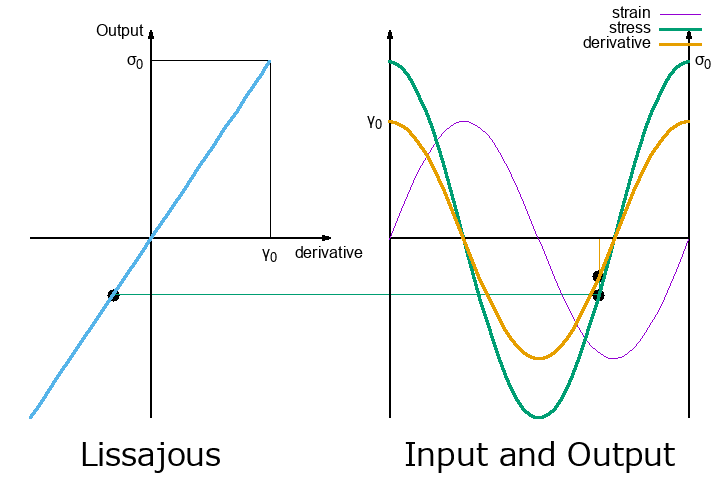 Output
σ0
γ0
derivative
Lissajous
strain
stress
derivative
σ0
γ0
Input and Output